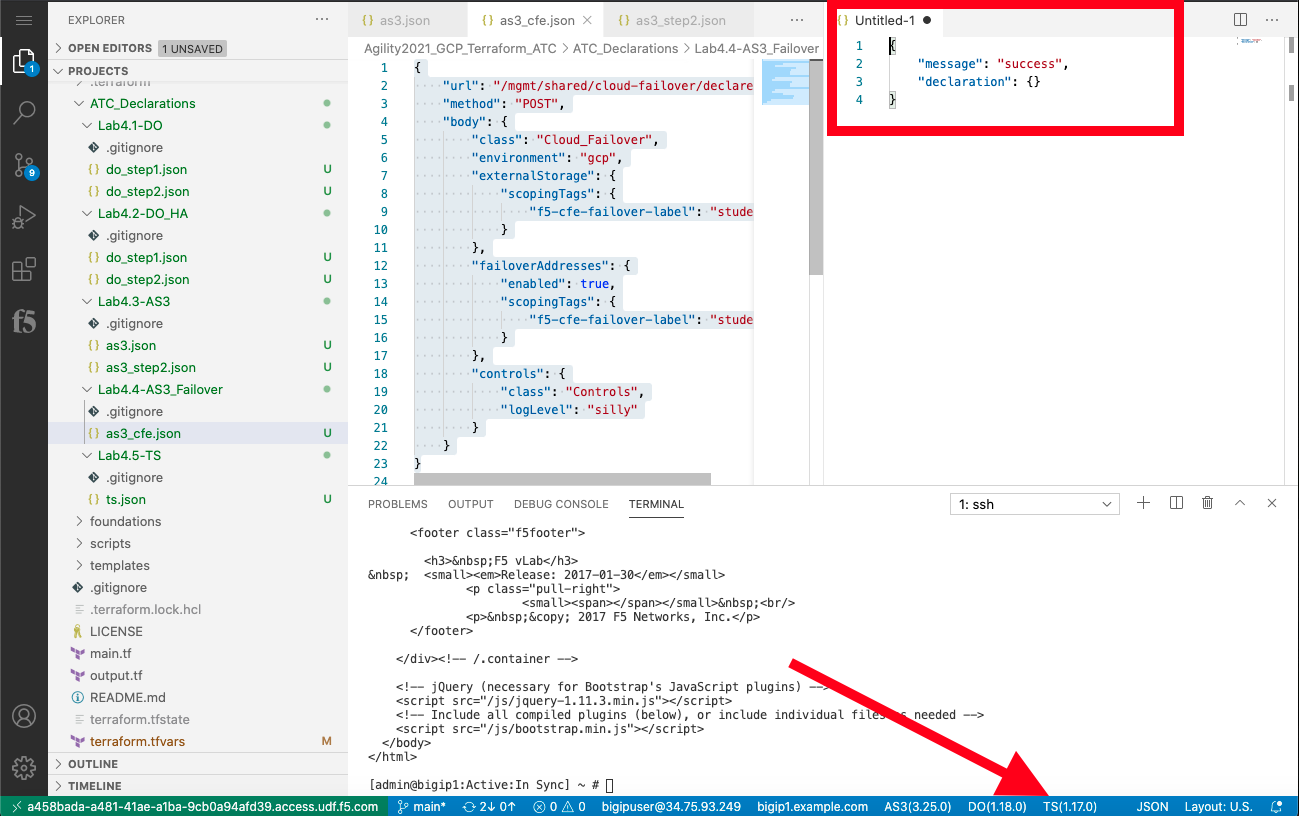 EXPLORER
OPEN EDITORS 1 UNSAVED
PROJECTS
.terraform
ATC_Declarations
Lab4.1-DO
.gitignore
do_step1.json U
do_step2.json U
Lab4.2-DO_HA
.gitignore
do_step1.json U
do_step2.json U
Lab4.3-AS3
.gitignore
as3.json U
as3_step2.json U
Lab4.4-AS3_Failover
.gitignore
as3_cfe.json U
Lab4.5-TS
.gitignore
ts.json U
foundations
scripts
templates
.gitignore
.terraform.lock.hcl
LICENSE
main.tf
output.tf
README.md
terraform.tfstate
terraform.tfvars M
OUTLINE
TIMELINE
1
9
f5
as3.json
as3_cfe.json
as3_step2.json
Agility2021_GCP_Terraform_ATC > ATC_Declarations > Lab4.4-AS3_Failover
1 {
2 "url": "/mgmt/shared/cloud-failover/declare
3 "method": "POST",
4 "body": {
5 "class": "Cloud_Failover",
6 "environment": "gcp",
7 "externalStorage": {
8 "scopingTags": {
9 "f5-cfe-failover-label": "stude
10 }
11 },
12 "failoverAddresses": {
13 "enabled": true,
14 "scopingTags": {
15 "f5-cfe-failover-label": "stude
16 }
17 },
18 "controls": {
19 "class": "Controls",
20 "logLevel": "silly"
21 }
22 }
23 }
24
Untitled-1
1 {
2 "message": "success",
3 "declaration": {}
4 }
PROBLEMS OUTPUT DEBUG CONSOLE TERMINAL 1: ssh
<footer class="f5footer">
<h3>&nbsp;F5 vLab</h3>
&nbsp; <small><em>Release: 2017-01-30</em></small>
<p class="pull-right">
<small><span></span></small>&nbsp;<br/>
<p>&nbsp;&copy; 2017 F5 Networks, Inc.</p>
</footer>
</div><!-- /.container -->
<!-- jQuery (necessary for Bootstrap's JavaScript plugins) -->
<script src="/js/jquery-1.11.3.min.js"></script>
<!-- Include all compiled plugins (below), or include individual files as needed -->
<script src="/js/bootstrap.min.js"></script>
</body>
</html>
[admin@bigip1:Active:In Sync] ~ #
a458bada-a481-41ae-a1ba-9cb0a94afd39.access.udf.f5.com main* 2↓ 0↑ 0 0 bigipuser@34.75.93.249 bigip1.example.com AS3(3.25.0) DO(1.18.0) TS(1.17.0) JSON Layout: U.S.